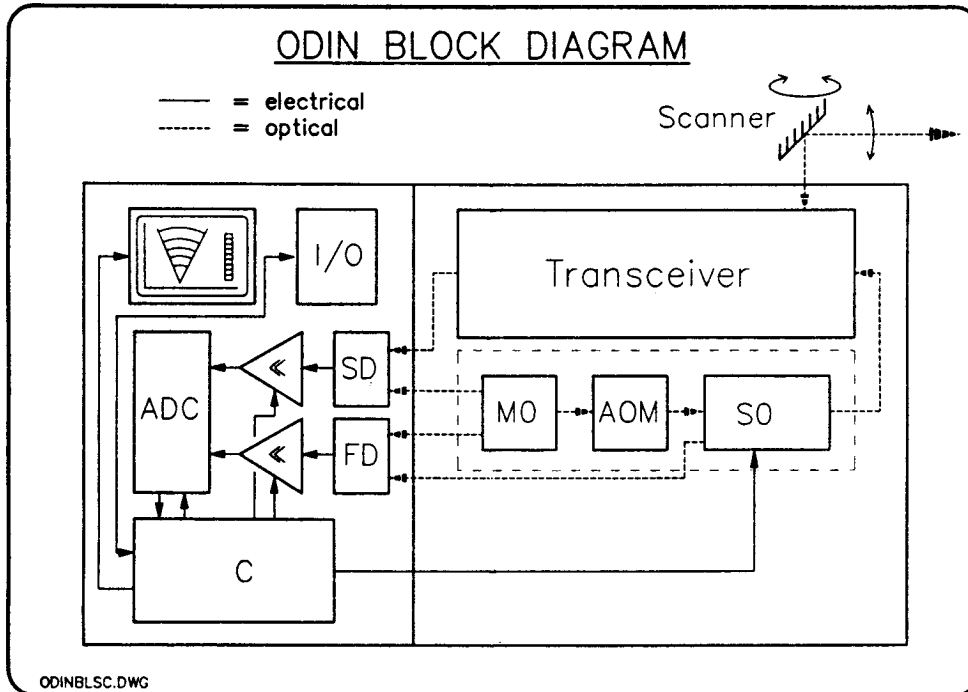 ODIN BLOCK DIAGRAM
= electrical
= optical
Scanner
I/O
Transceiver
ADC
SD
MO
AOM
SO
FD
C
ODINBLSC.DWG